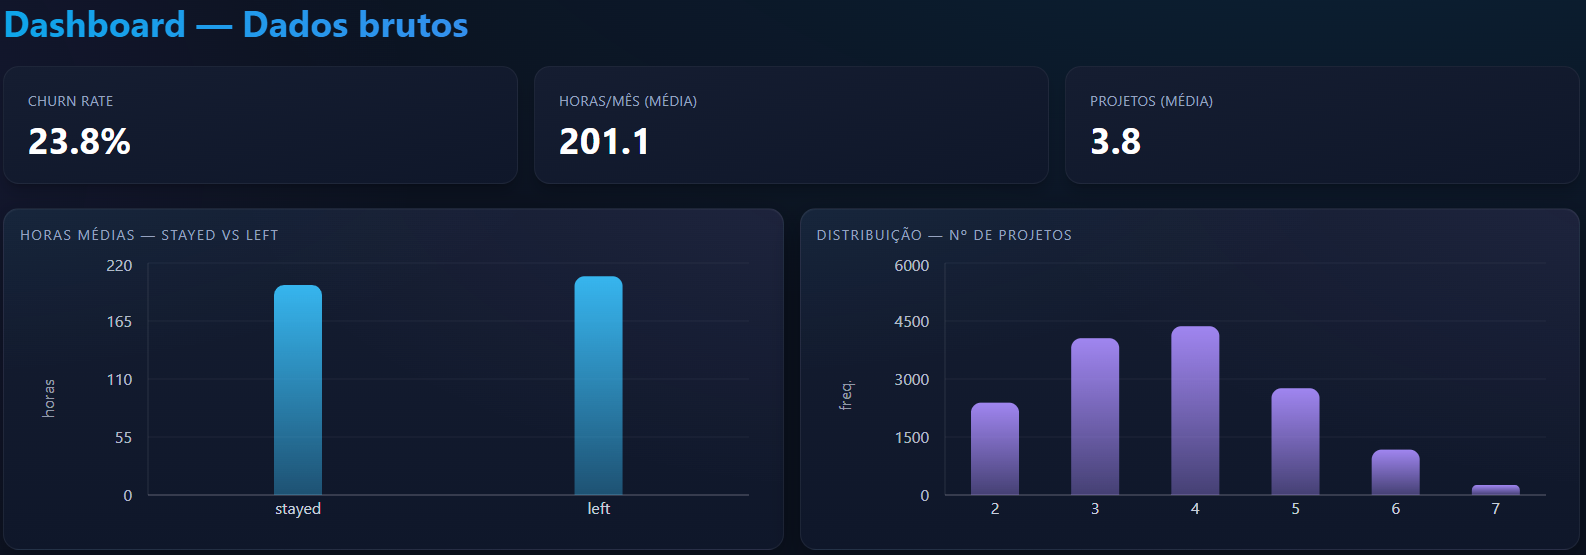 Dashboard — Dados brutos
CHURN RATE
23.8%
HORAS/MÊS (MÉDIA)
201.1
PROJETOS (MÉDIA)
3.8
HORAS MÉDIAS — STAYED VS LEFT
220
165
110
55
0
horas
stayed left
DISTRIBUIÇÃO — Nº DE PROJETOS
6000
4500
3000
1500
0
freq.
2 3 4 5 6 7